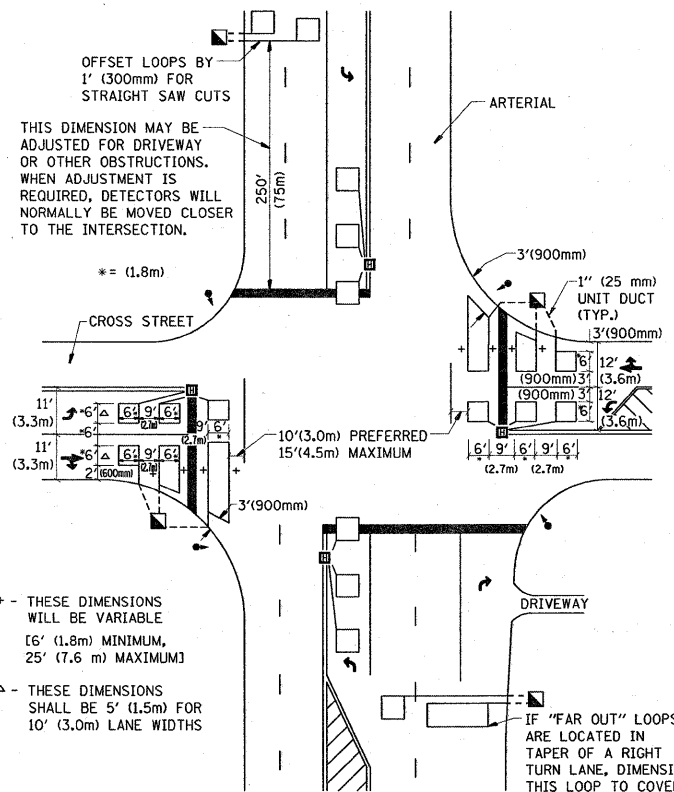 OFFSET LOOPS BY
1' (300mm) FOR
STRAIGHT SAW CUTS
ARTERIAL
THIS DIMENSION MAY BE
ADJUSTED FOR DRIVEWAY
OR OTHER OBSTRUCTIONS.
WHEN ADJUSTMENT IS
REQUIRED, DETECTORS WILL
NORMALLY BE MOVED CLOSER
TO THE INTERSECTION.
250'
(75m)
*= (1.8m)
H
3'(900mm)
1" (25 mm)
UNIT DUCT
(TYP.)
CROSS STREET
3'(900mm)
+ + +
*6'
12'
(3.6m)
(900mm) 3'
(900mm) 3'
*6'
12'
(3.6m)
H
6' 9' 6' 9' 6'
* * *
(2.7m) (2.7m)
H
11'
(3.3m)
*6' △ 6' 9' 6'
(2.7m)
*6'
9' 6'
(2.7m) *
11'
(3.3m)
*6' △ 6' 9' 6'
(2.7m)
2' (600mm) + + +
10'(3.0m) PREFERRED
15'(4.5m) MAXIMUM
3'(900mm)
H
+ - THESE DIMENSIONS
WILL BE VARIABLE
[6' (1.8m) MINIMUM,
25' (7.6 m) MAXIMUM]
DRIVEWAY
△ - THESE DIMENSIONS
SHALL BE 5' (1.5m) FOR
10' (3.0m) LANE WIDTHS
IF "FAR OUT" LOOPS
ARE LOCATED IN
TAPER OF A RIGHT
TURN LANE, DIMENSI
THIS LOOP TO COVER